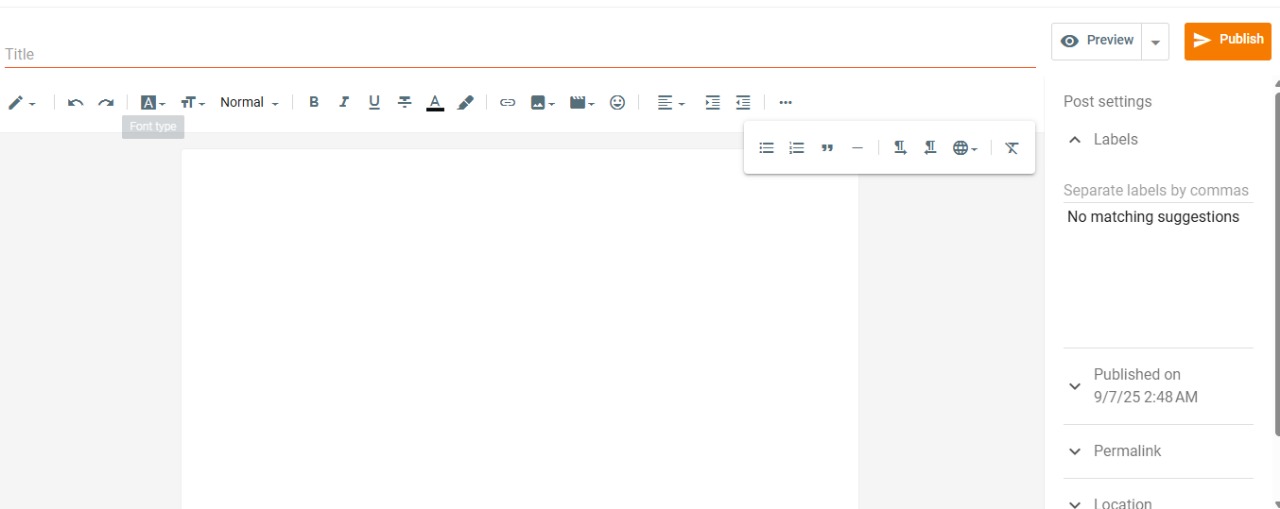 Title
Preview
Publish
Normal
B I U A
Font type
Post settings
Labels
Separate labels by commas
No matching suggestions
Published on
9/7/25 2:48 AM
Permalink
Location